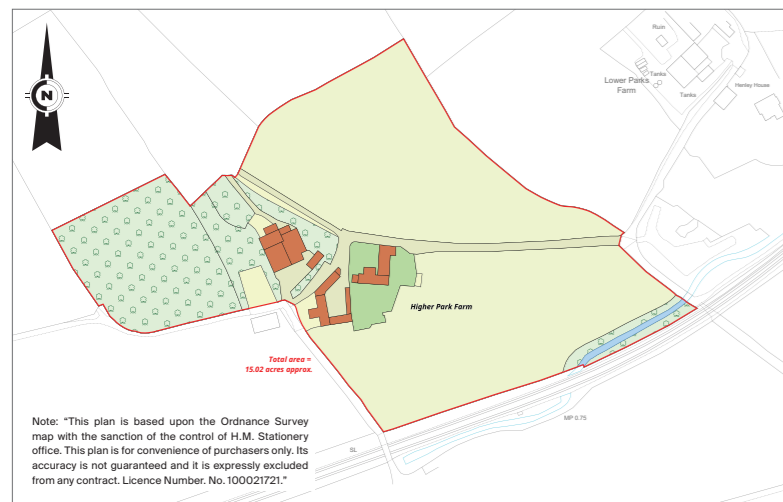 N
Ruin
Tanks
Lower Parks
Farm
Tanks
Henley House
Higher Park Farm
Total area =
15.02 acres approx.
MP 0.75
SL
Note: “This plan is based upon the Ordnance Survey
map with the sanction of the control of H.M. Stationery
office. This plan is for convenience of purchasers only. Its
accuracy is not guaranteed and it is expressly excluded
from any contract. Licence Number. No. 100021721.”